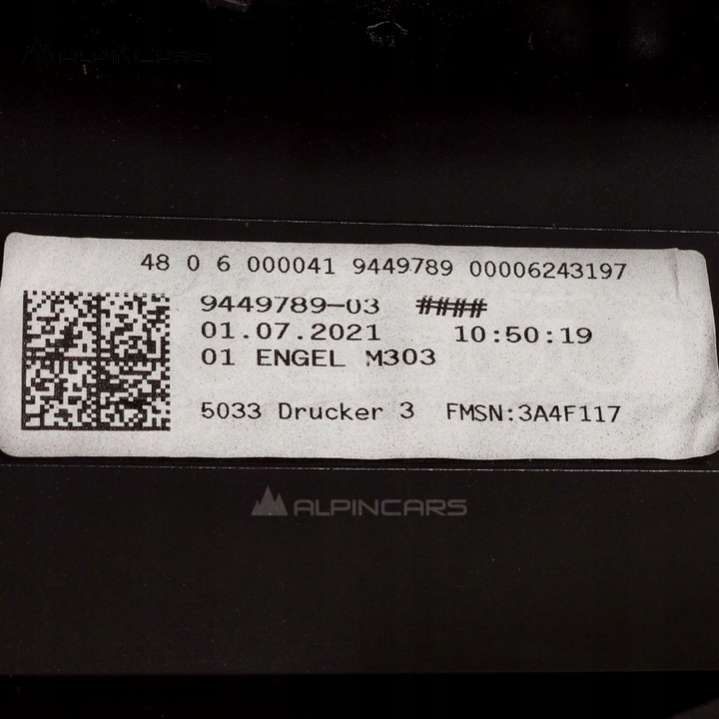 48 0 6 000041 9449789 00006243197
9449789-03 ####
01.07.2021 10:50:19
01 ENGEL M303
5033 Drucker 3 FMSN:3A4F117
ALPINCARS